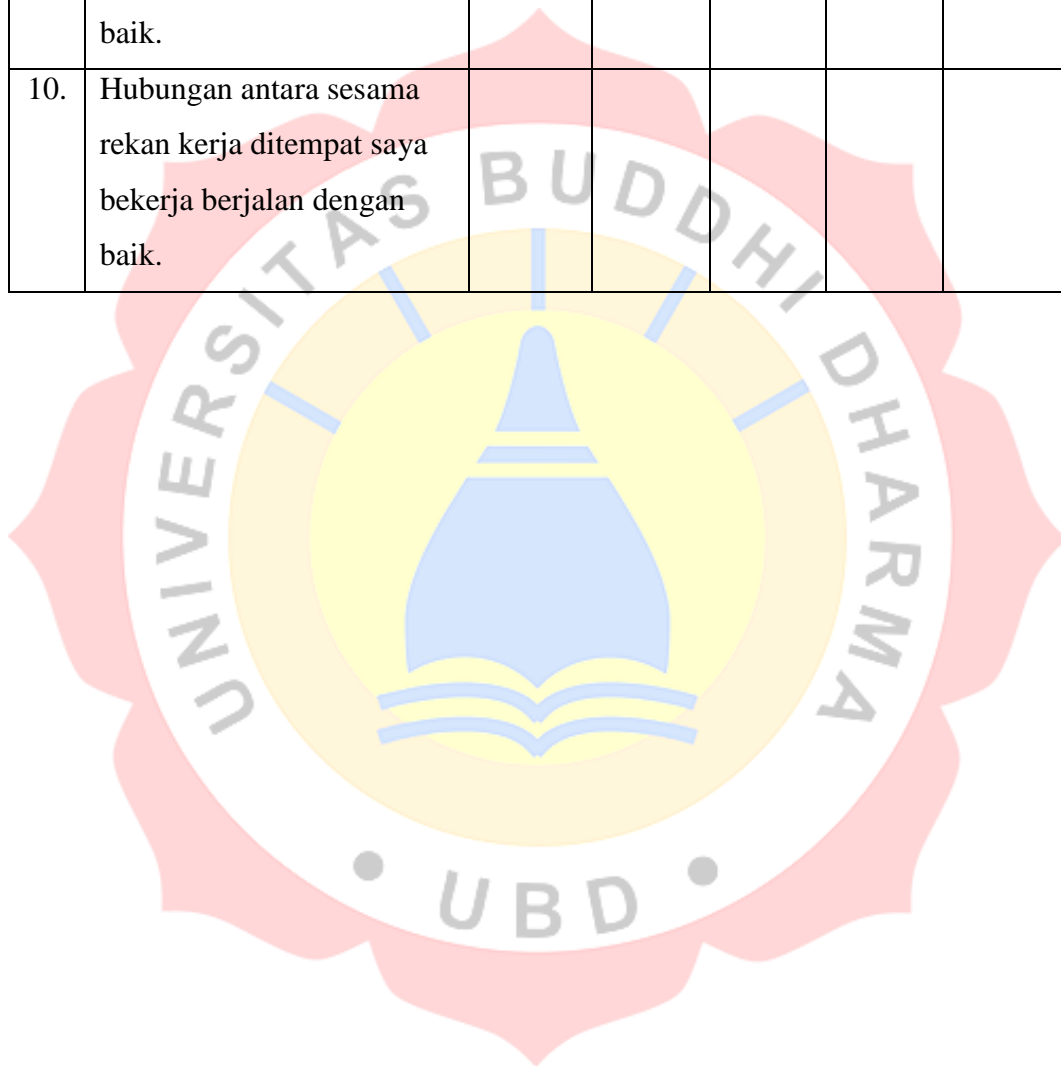 baik.
10. Hubungan antara sesama
rekan kerja ditempat saya
bekerja berjalan dengan
baik.
UNIVERSITAS BUDDHI DHARMA
• UBD •